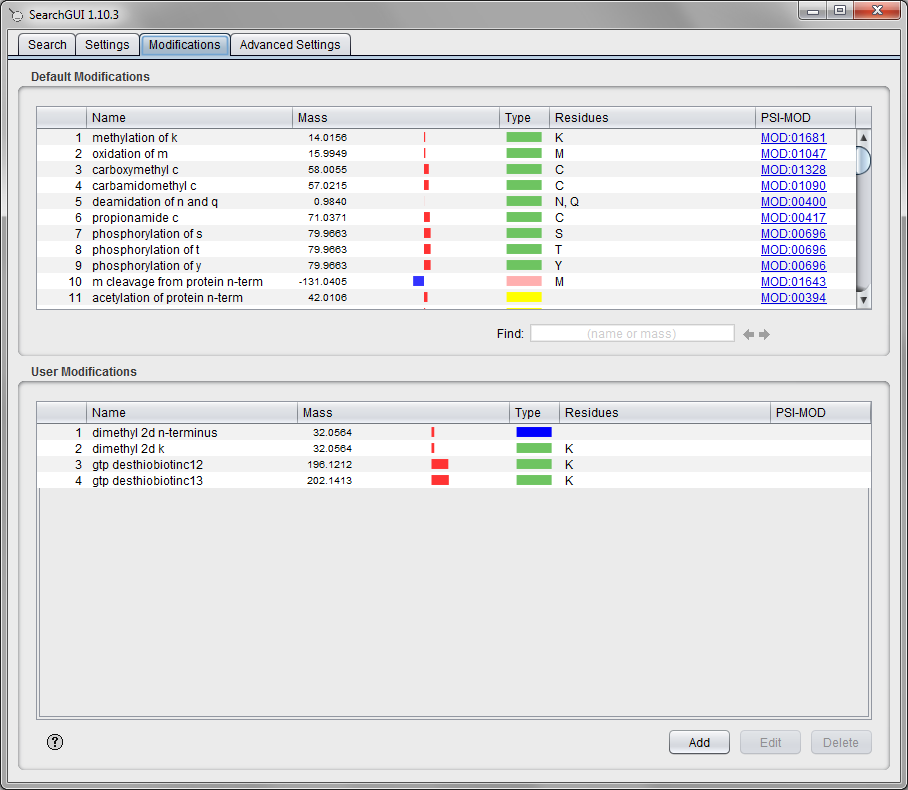 SearchGUI 1.10.3
Search Settings Modifications Advanced Settings
Default Modifications
Name Mass Type Residues PSI-MOD
1 methylation of k 14.0156 K MOD:01681
2 oxidation of m 15.9949 M MOD:01047
3 carboxymethyl c 58.0055 C MOD:01328
4 carbamidomethyl c 57.0215 C MOD:01090
5 deamidation of n and q 0.9840 N, Q MOD:00400
6 propionamide c 71.0371 C MOD:00417
7 phosphorylation of s 79.9663 S MOD:00696
8 phosphorylation of t 79.9663 T MOD:00696
9 phosphorylation of y 79.9663 Y MOD:00696
10 m cleavage from protein n-term -131.0405 M MOD:01643
11 acetylation of protein n-term 42.0106 MOD:00394
Find: (name or mass)
User Modifications
Name Mass Type Residues PSI-MOD
1 dimethyl 2d n-terminus 32.0564
2 dimethyl 2d k 32.0564 K
3 gtp desthiobiotinc12 196.1212 K
4 gtp desthiobiotinc13 202.1413 K
? Add Edit Delete